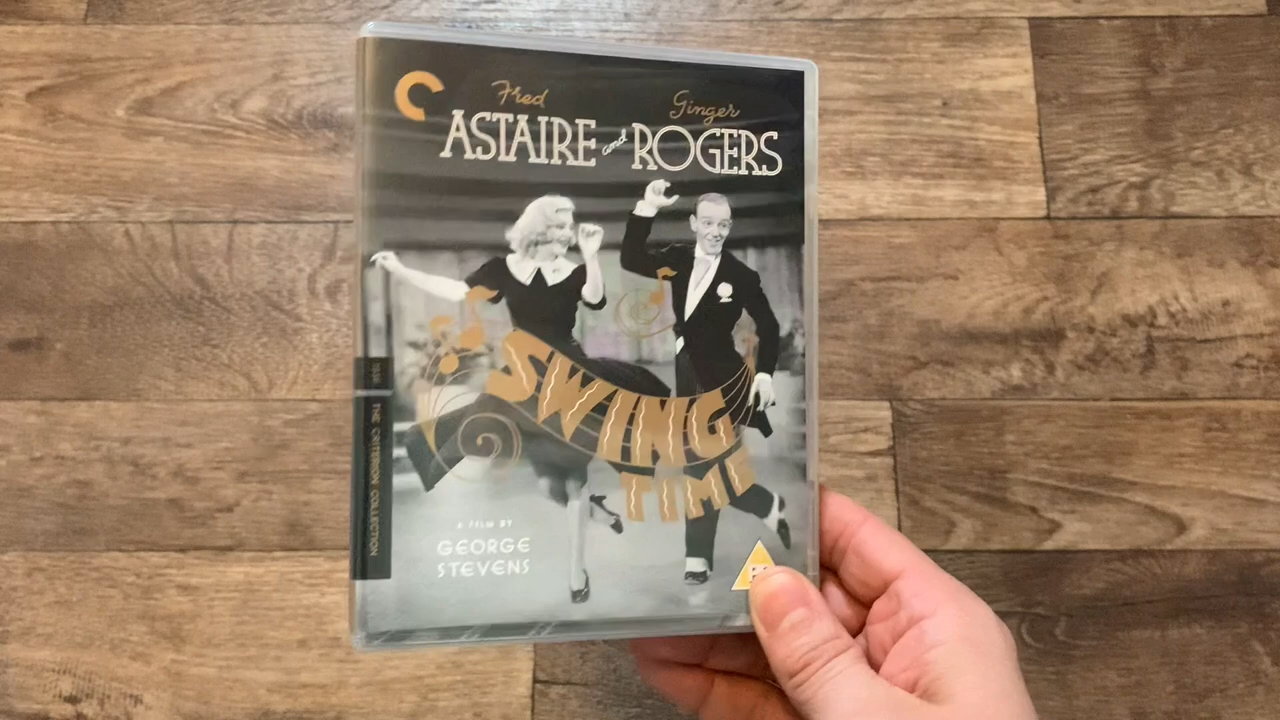 Fred Ginger
ASTAIRE and ROGERS
SWING
TIME
A FILM BY
GEORGE
STEVENS
THE CRITERION COLLECTION